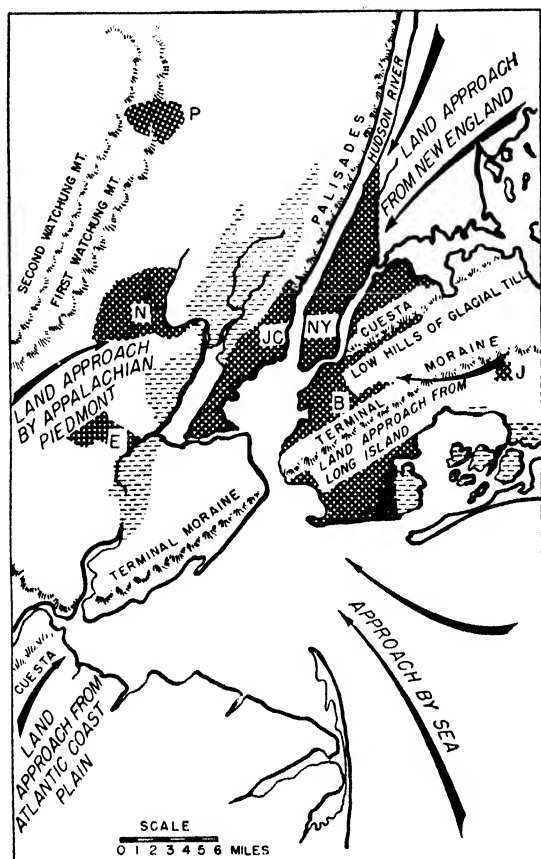 P
PALISADES
HUDSON RIVER
LAND APPROACH
FROM NEW ENGLAND
SECOND WATCHUNG MT.
FIRST WATCHUNG MT.
N
JC
NY
CUESTA
LOW HILLS OF GLACIAL TILL
MORAINE
J
B
TERMINAL
LAND APPROACH FROM
LONG ISLAND
LAND APPROACH
BY APPALACHIAN
PIEDMONT
E
TERMINAL MORAINE
CUESTA
LAND
APPROACH FROM
ATLANTIC COAST
PLAIN
APPROACH BY SEA
SCALE
0 1 2 3 4 5 6 MILES